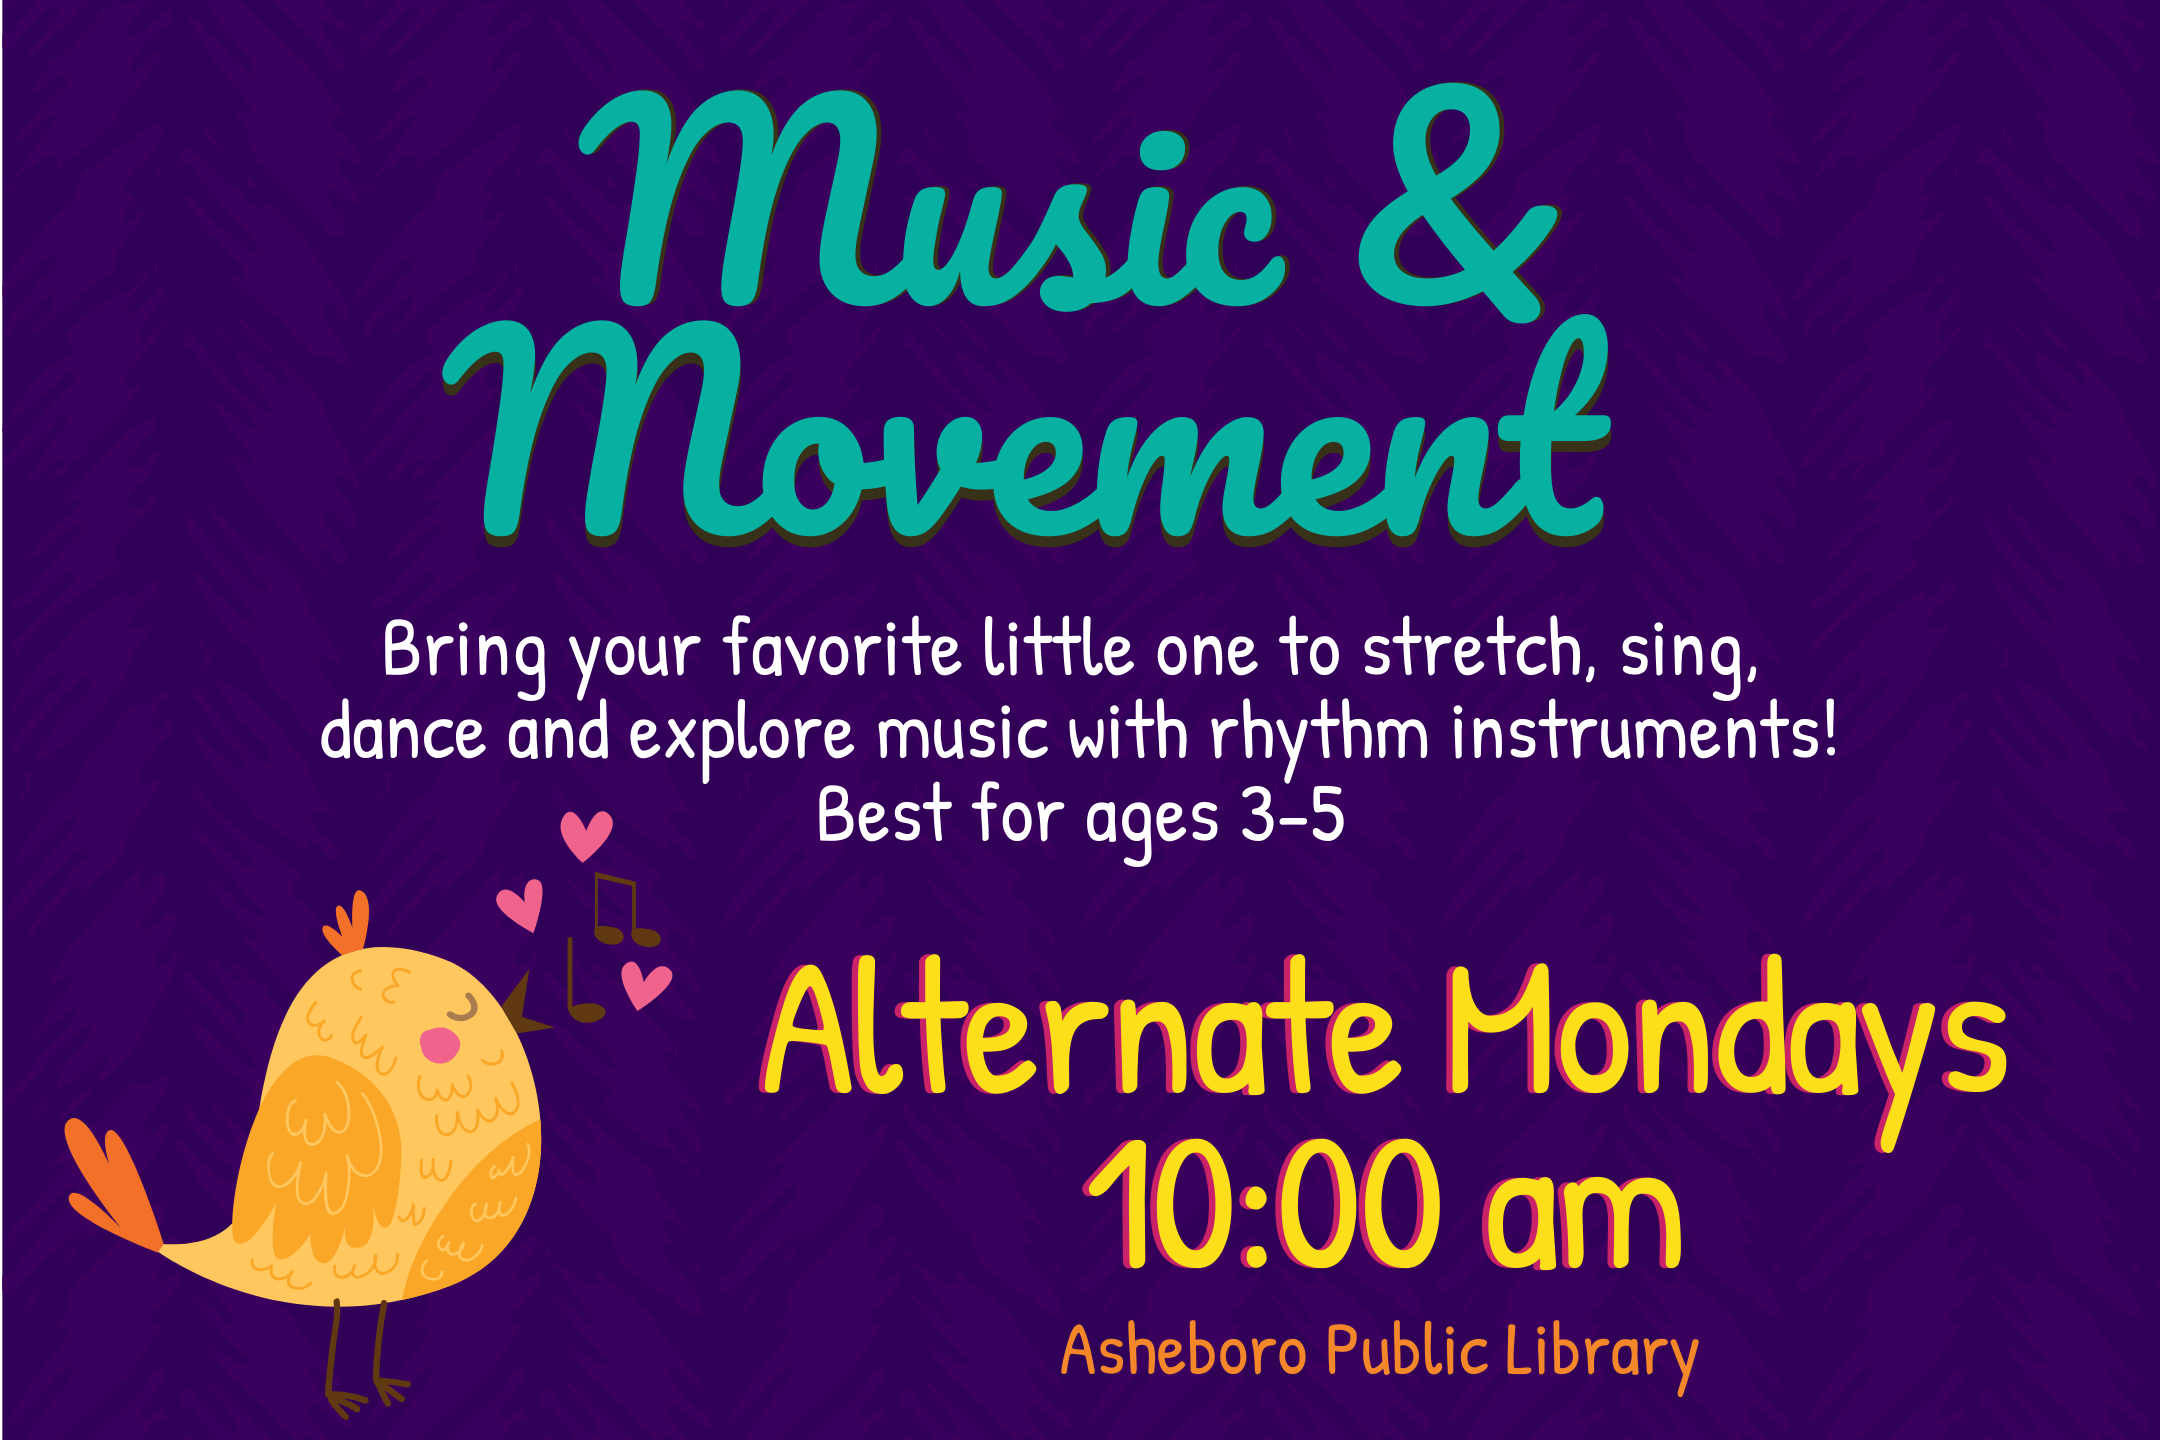 Music &
Movement
Bring your favorite little one to stretch, sing,
dance and explore music with rhythm instruments!
Best for ages 3-5
Alternate Mondays
10:00 am
Asheboro Public Library